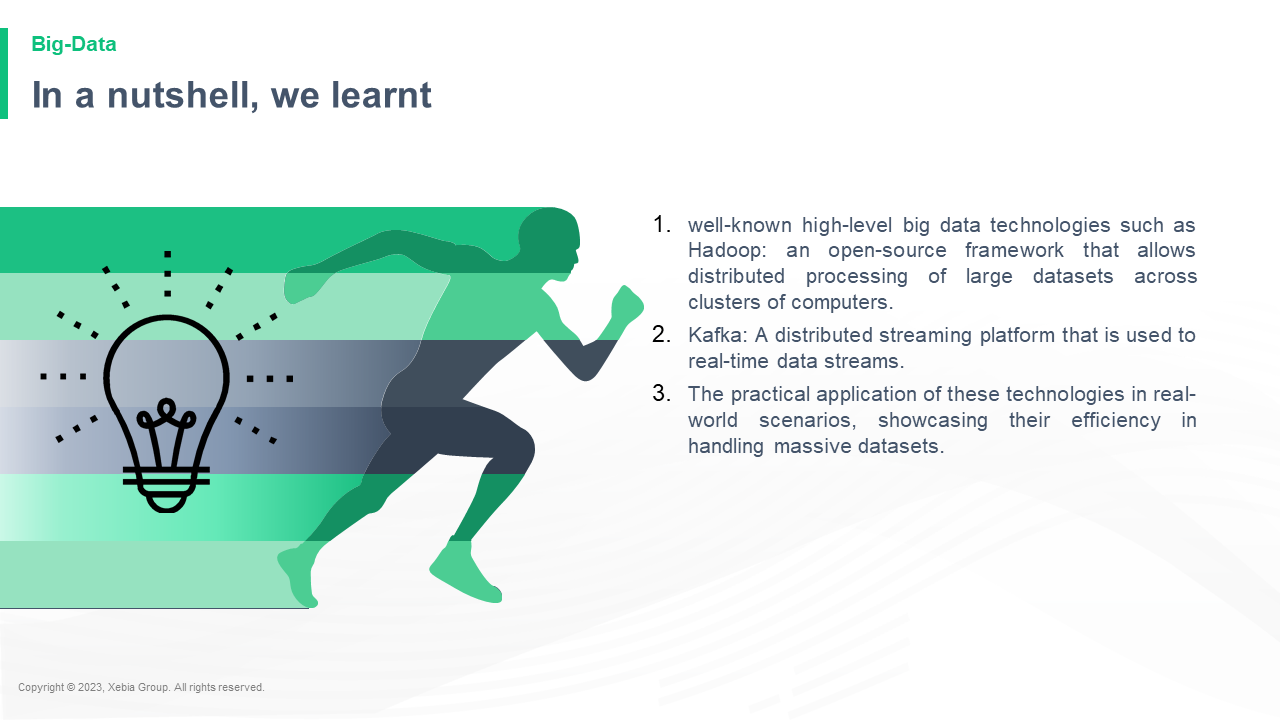 Big-Data
In a nutshell, we learnt
1. well-known high-level big data technologies such as
Hadoop: an open-source framework that allows
distributed processing of large datasets across
clusters of computers.
2. Kafka: A distributed streaming platform that is used to
real-time data streams.
3. The practical application of these technologies in real-
world scenarios, showcasing their efficiency in
handling massive datasets.
Copyright © 2023, Xebia Group. All rights reserved.